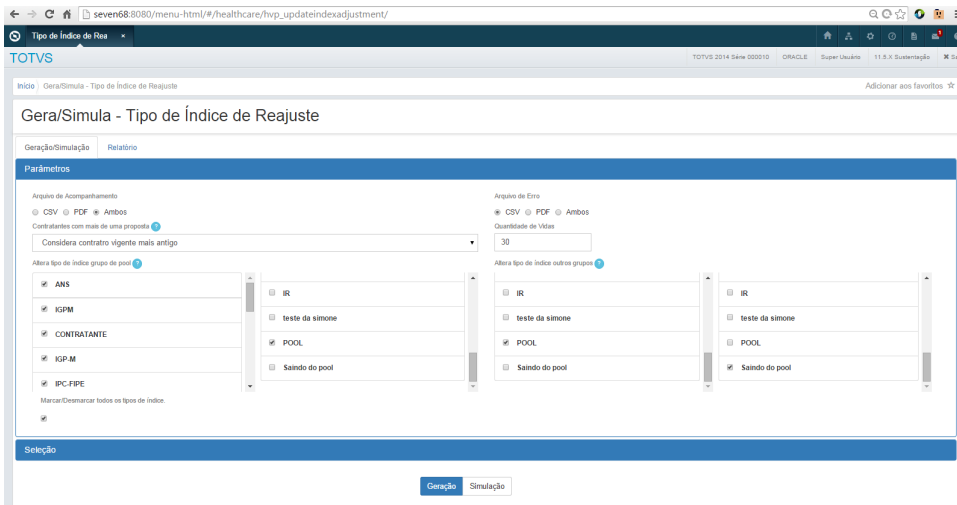 seven68:8080/menu-html/#/healthcare/hvp_updateindexadjustment/
Tipo de Índice de Rea ×
TOTVS
TOTVS 2014 Série 000010 ORACLE Super Usuário 11.5.X Sustentação
Início Gera/Simula - Tipo de Índice de Reajuste
Adicionar aos favoritos
Gera/Simula - Tipo de Índice de Reajuste
Geração/Simulação Relatório
Parâmetros
Arquivo de Acompanhamento
CSV PDF Ambos
Contratantes com mais de uma proposta ?
Considera contratro vigente mais antigo
Altera tipo de índice grupo de pool ?
ANS
IGPM
CONTRATANTE
IGP-M
IPC-FIPE
IR
teste da simone
POOL
Saindo do pool
Marcar/Desmarcar todos os tipos de índice
Arquivo de Erro
CSV PDF Ambos
Quantidade de Vidas
30
Altera tipo de índice outros grupos ?
IR
teste da simone
POOL
Saindo do pool
IR
teste da simone
POOL
Saindo do pool
Seleção
Geração Simulação